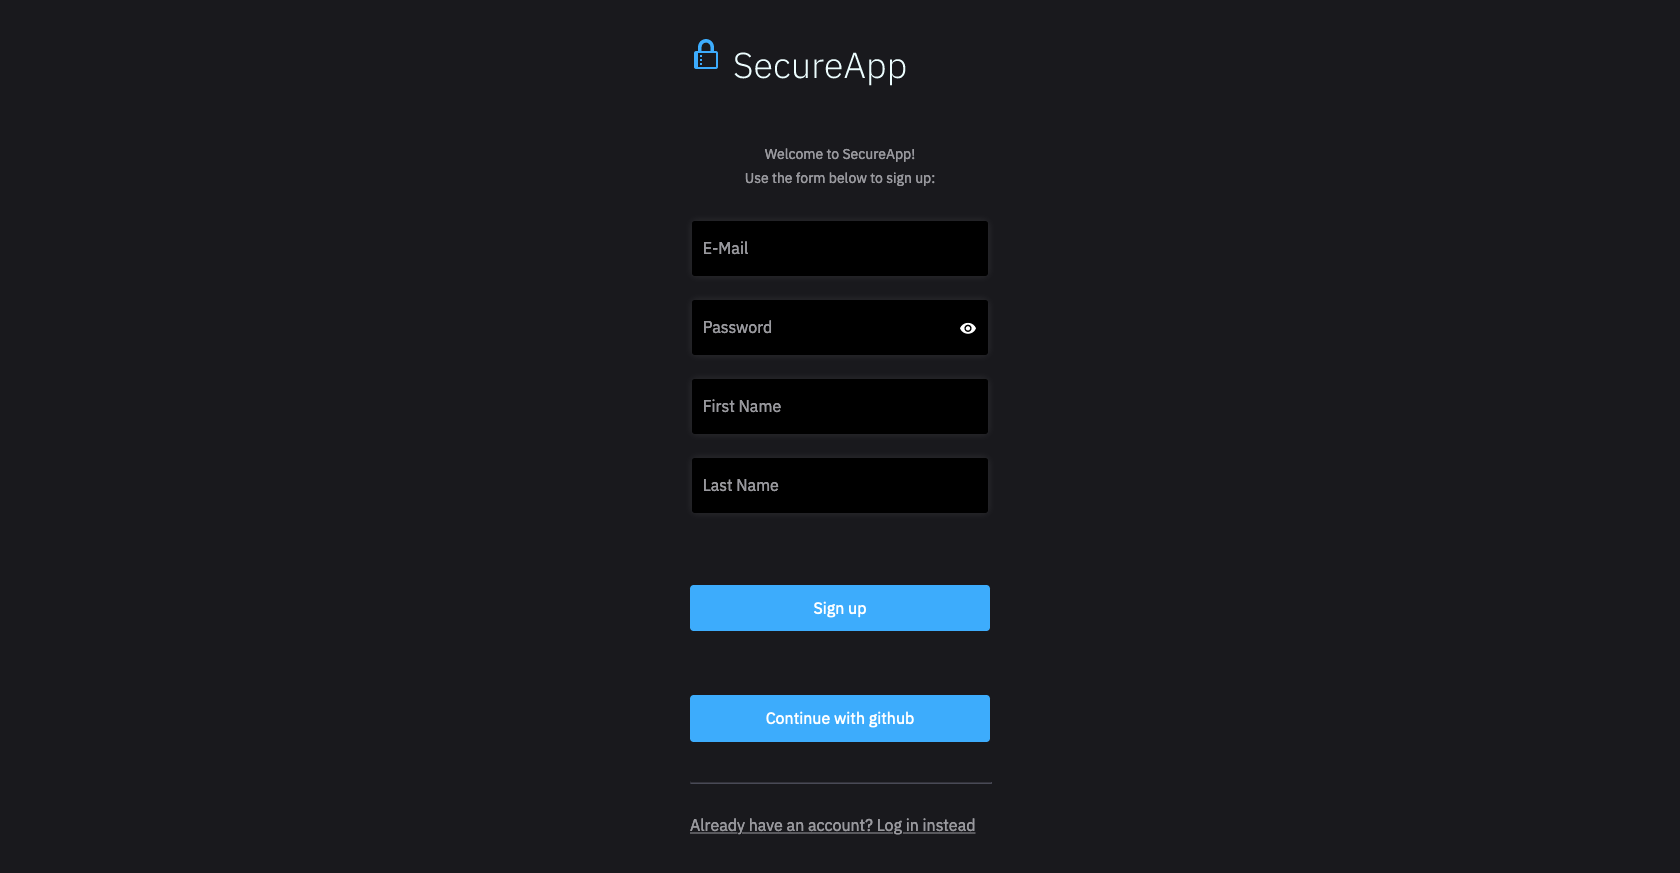 SecureApp
Welcome to SecureApp!
Use the form below to sign up:
E-Mail
Password
First Name
Last Name
Sign up
Continue with github
Already have an account? Log in instead